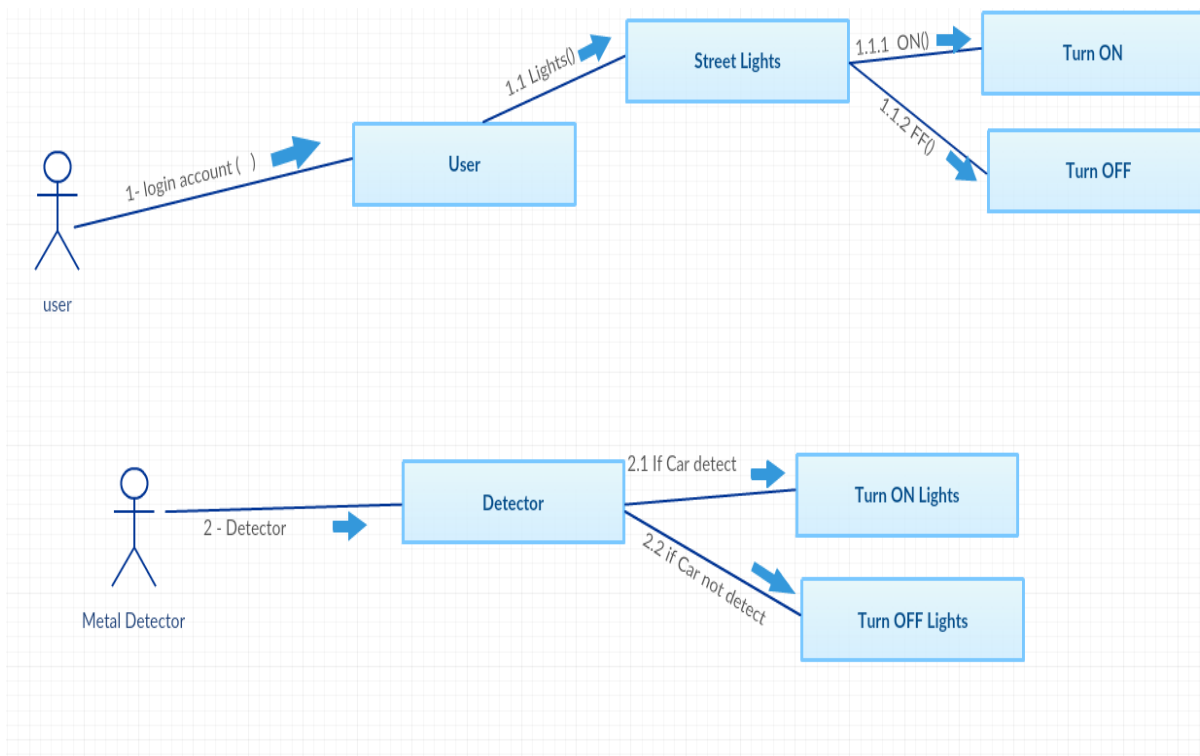 1- login account ( )
user
User
1.1 Lights()
Street Lights
1.1.1 ON()
Turn ON
1.1.2 FF()
Turn OFF
Metal Detector
2 - Detector
Detector
2.1 If Car detect
Turn ON Lights
2.2 if Car not detect
Turn OFF Lights